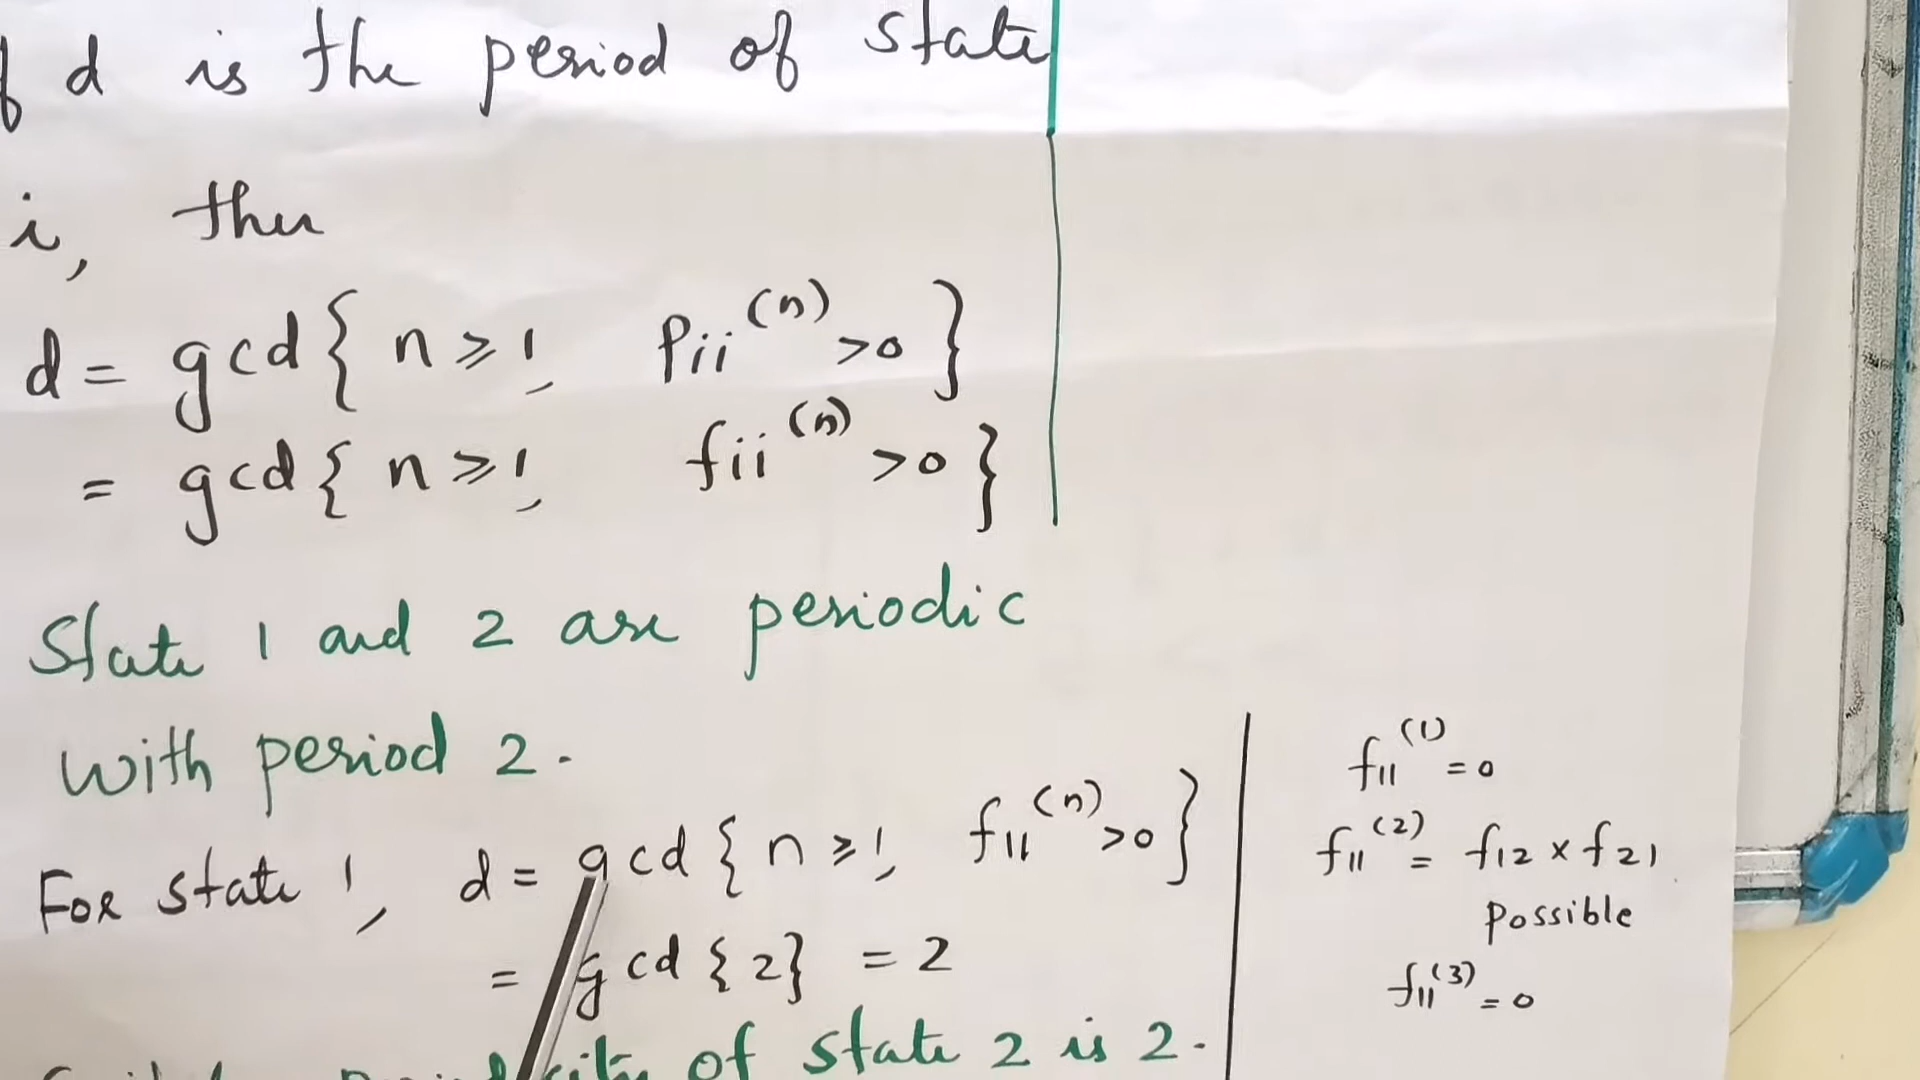 d is the period of state
i, then
d = gcd { n ≥ 1, Pii^(n) > 0 }
= gcd { n ≥ 1, fii^(n) > 0 }
State 1 and 2 are periodic
with period 2.
For state 1, d = gcd { n ≥ 1, f11^(n) > 0 }
= gcd { 2 } = 2
of state 2 is 2.
f11^(1) = 0
f11^(2) = f12 × f21
possible
f11^(3) = 0